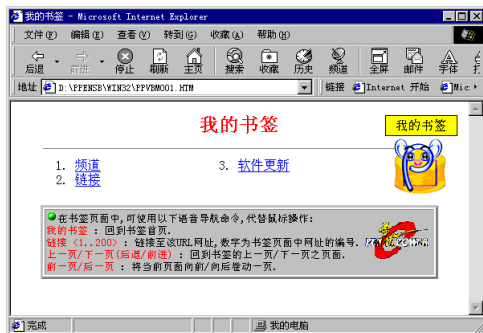 我的书签 - Microsoft Internet Explorer
文件(F) 编辑(E) 查看(V) 转到(G) 收藏(A) 帮助(H)
后退 前进 停止 刷新 主页 搜索 收藏 历史 频道 全屏 邮件 字体
地址 D:\PPENSB\WIN32\PPVBM001.HTM 链接 Internet 开始 Mic
我的书签
我的书签
1. 频道 3. 软件更新
2. 链接
在书签页面中,可使用以下语音导航命令,代替鼠标操作:
我的书签 : 回到书签首页.
链接 <1..200> : 链接至该URL网址,数字为书签页面中网址的编号.
上一页/下一页(后退/前进) : 回到书签的上一页/下一页之页面.
前一页/后一页 : 将当前页面向前/向后卷动一页.
完成 我的电脑